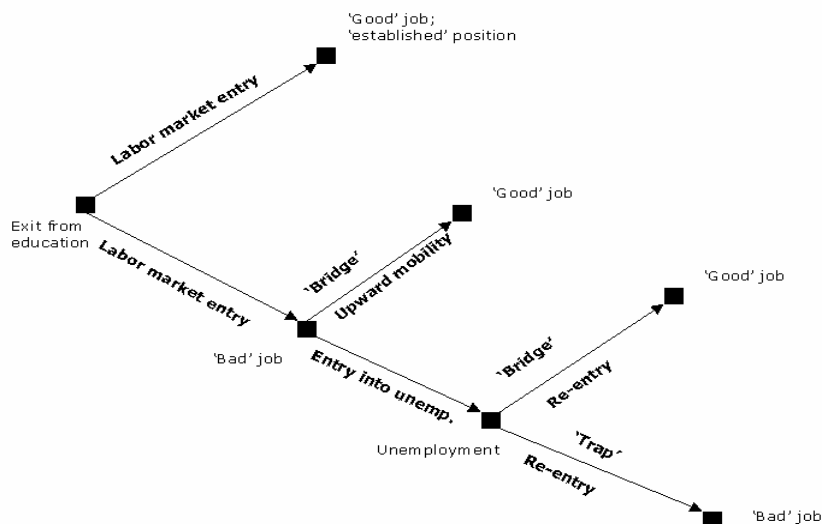 ‘Good’ job;
‘established’ position
Labor market entry
Exit from
education
Labor market entry
‘Good’ job
‘Bridge’
Upward mobility
‘Bad’ job
Entry into unemp.
‘Good’ job
‘Bridge’
Re-entry
Unemployment
‘Trap’
Re-entry
‘Bad’ job